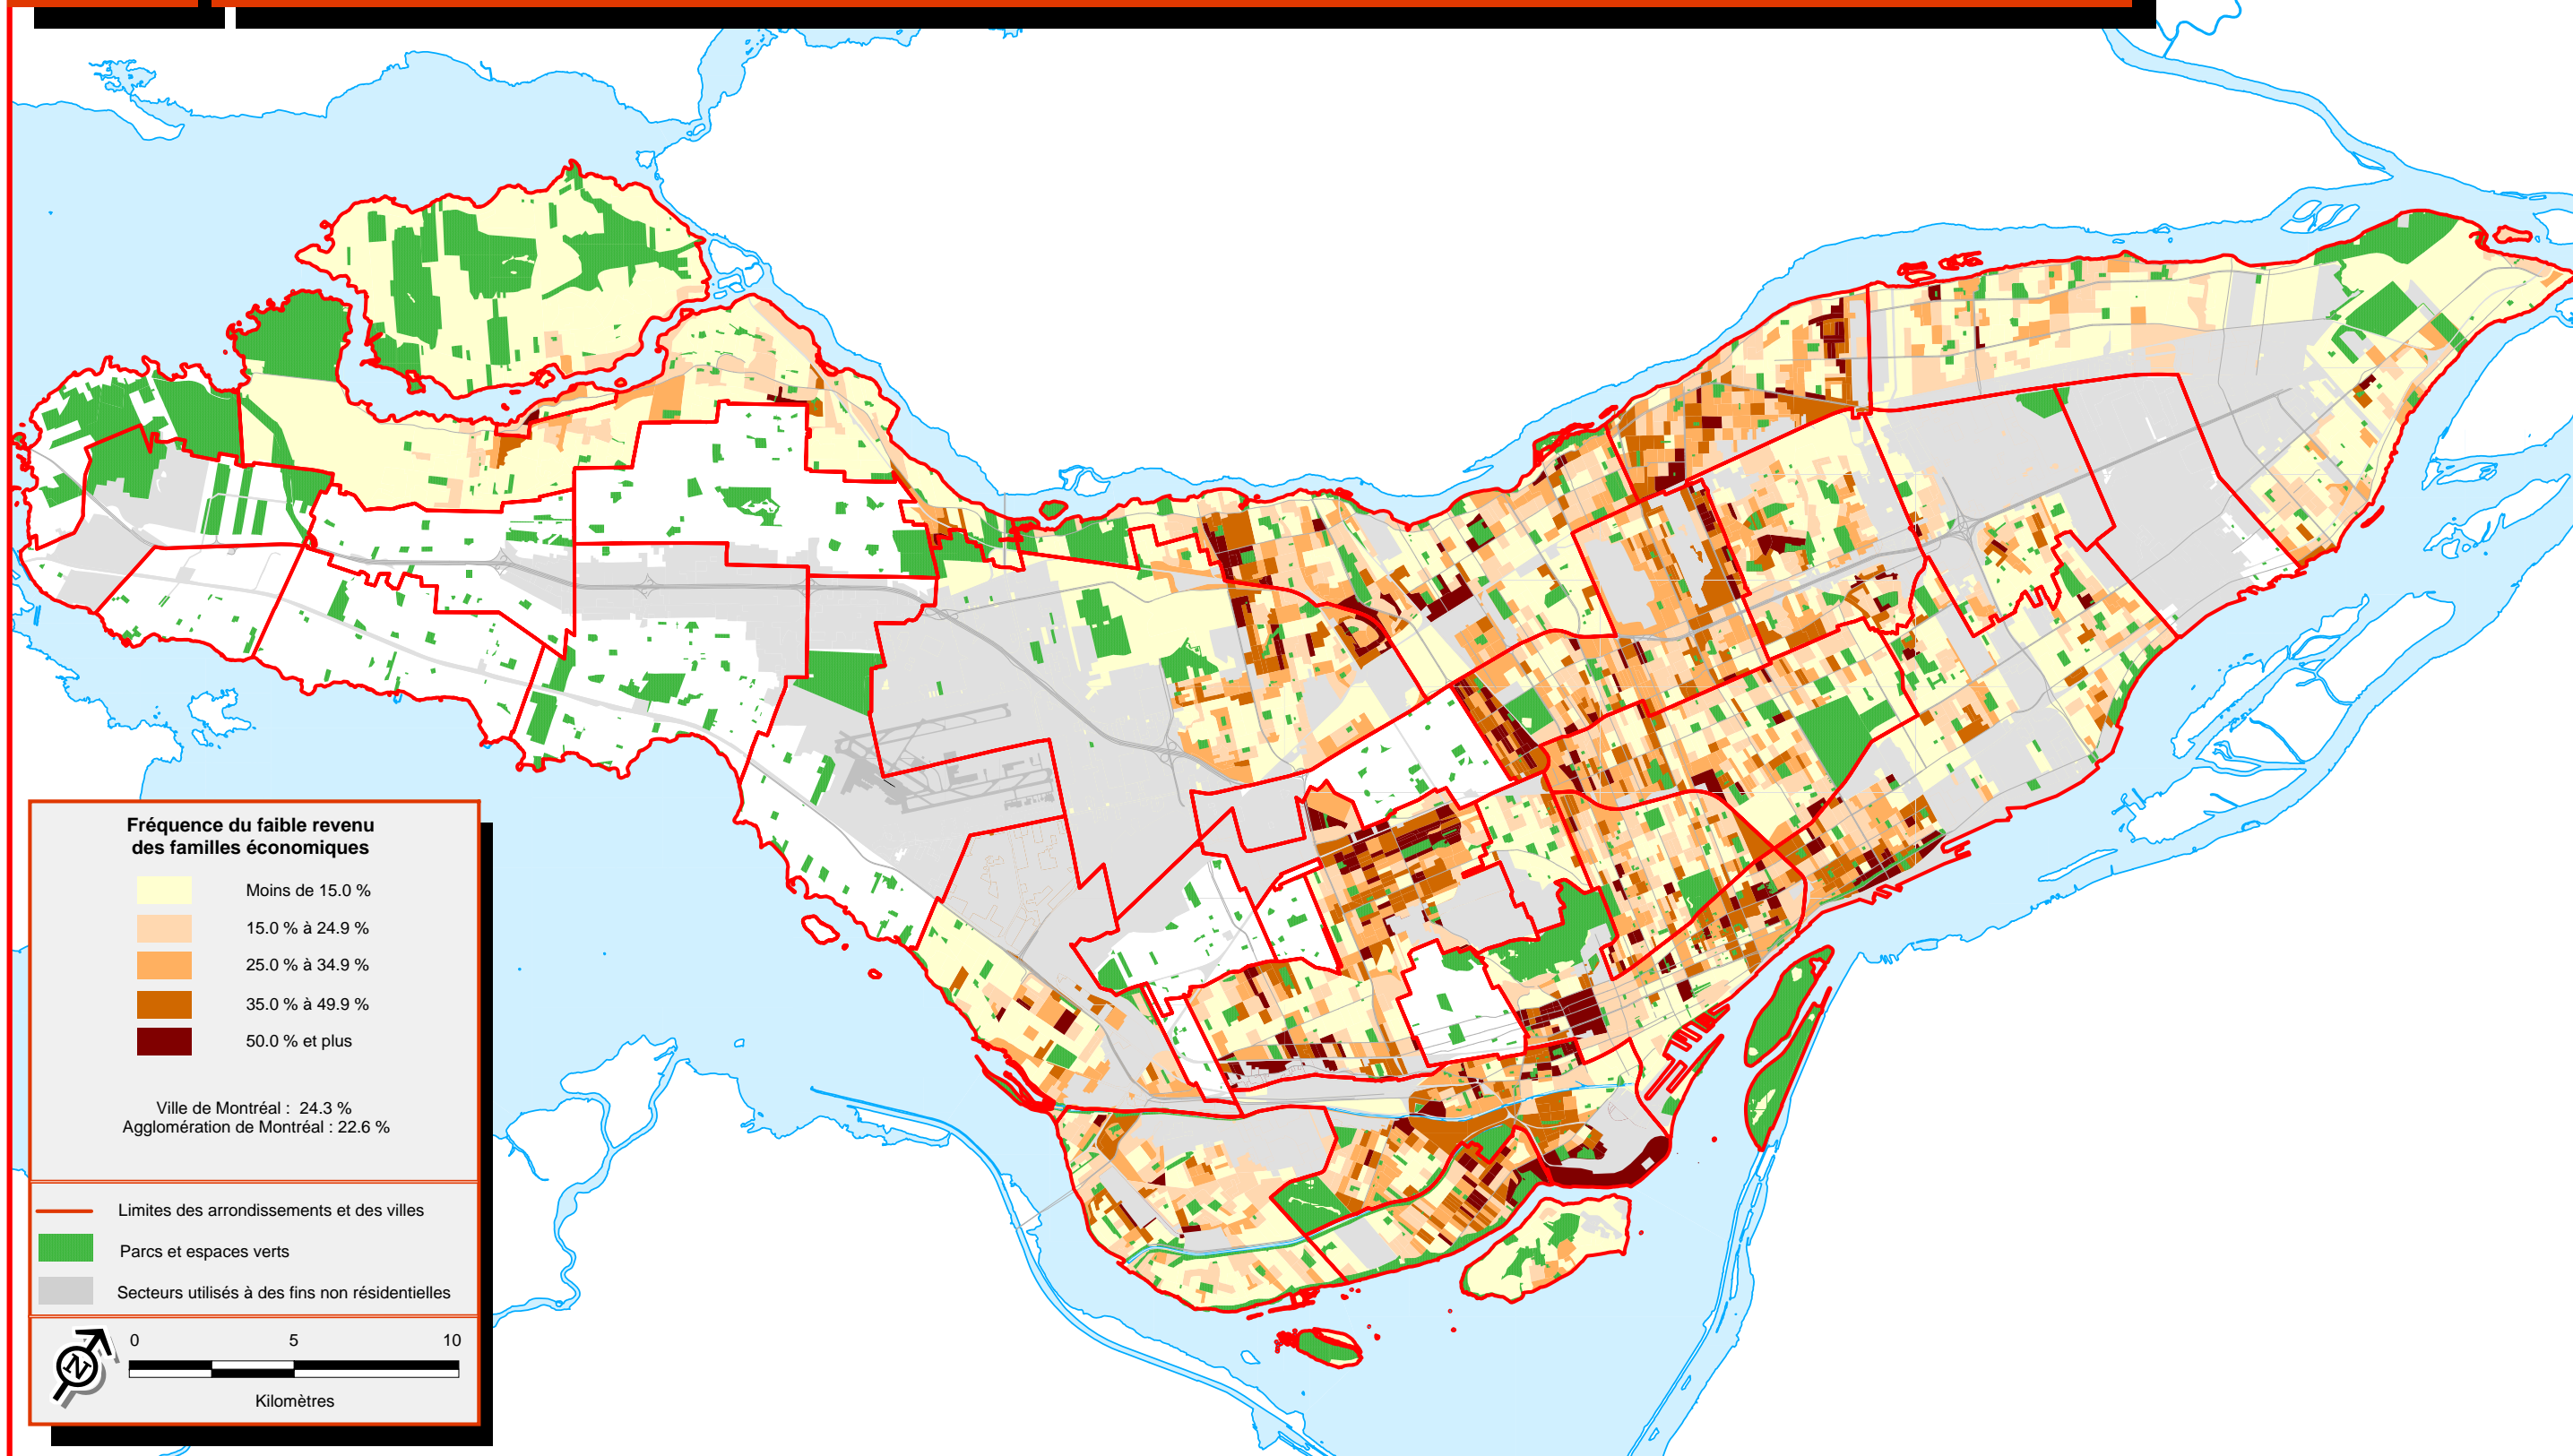 Fréquence du faible revenu
des familles économiques
Moins de 15.0 %
15.0 % à 24.9 %
25.0 % à 34.9 %
35.0 % à 49.9 %
50.0 % et plus
Ville de Montréal : 24.3 %
Agglomération de Montréal : 22.6 %
Limites des arrondissements et des villes
Parcs et espaces verts
Secteurs utilisés à des fins non résidentielles
N
0 5 10
Kilomètres